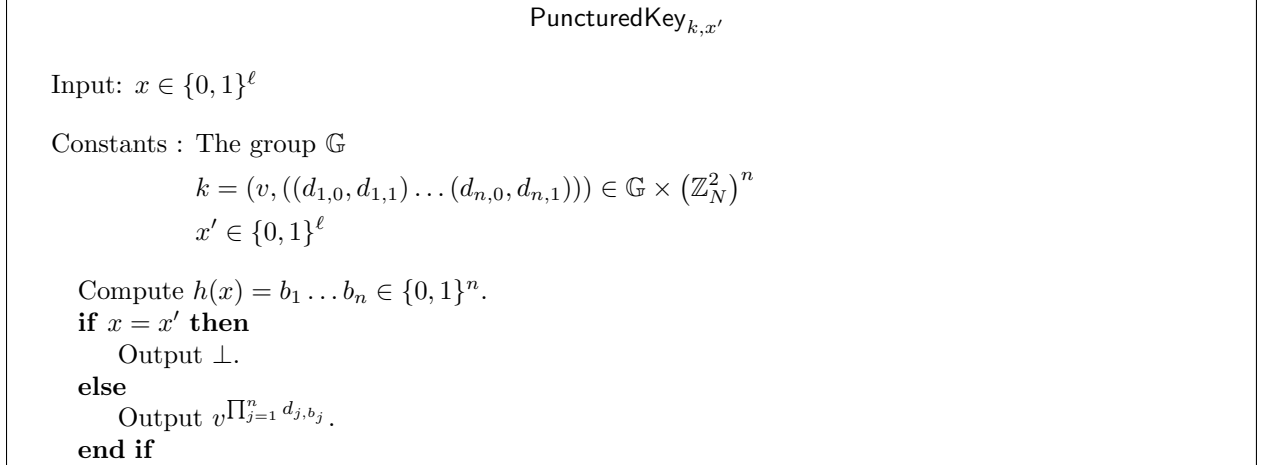 PuncturedKey_{k,x′}
Input: x ∈ {0, 1}^ℓ
Constants : The group 𝔾
k = (v, ((d_{1,0}, d_{1,1}) … (d_{n,0}, d_{n,1}))) ∈ 𝔾 × (ℤ_N^2)^n
x′ ∈ {0, 1}^ℓ
Compute h(x) = b_1 … b_n ∈ {0, 1}^n.
if x = x′ then
Output ⊥.
else
Output v^{∏_{j=1}^n d_{j,b_j}}.
end if